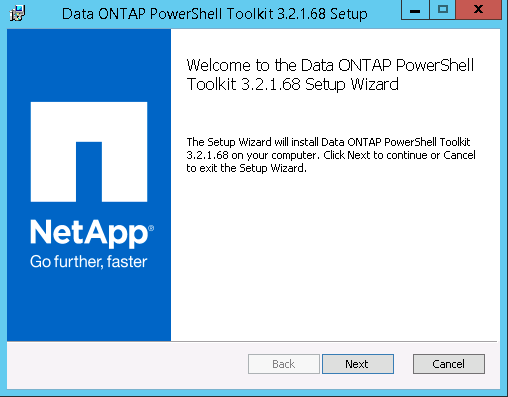 Data ONTAP PowerShell Toolkit 3.2.1.68 Setup
x
Welcome to the Data ONTAP PowerShell
Toolkit 3.2.1.68 Setup Wizard
The Setup Wizard will install Data ONTAP PowerShell Toolkit
3.2.1.68 on your computer. Click Next to continue or Cancel
to exit the Setup Wizard.
NetApp®
Go further, faster
Back Next Cancel